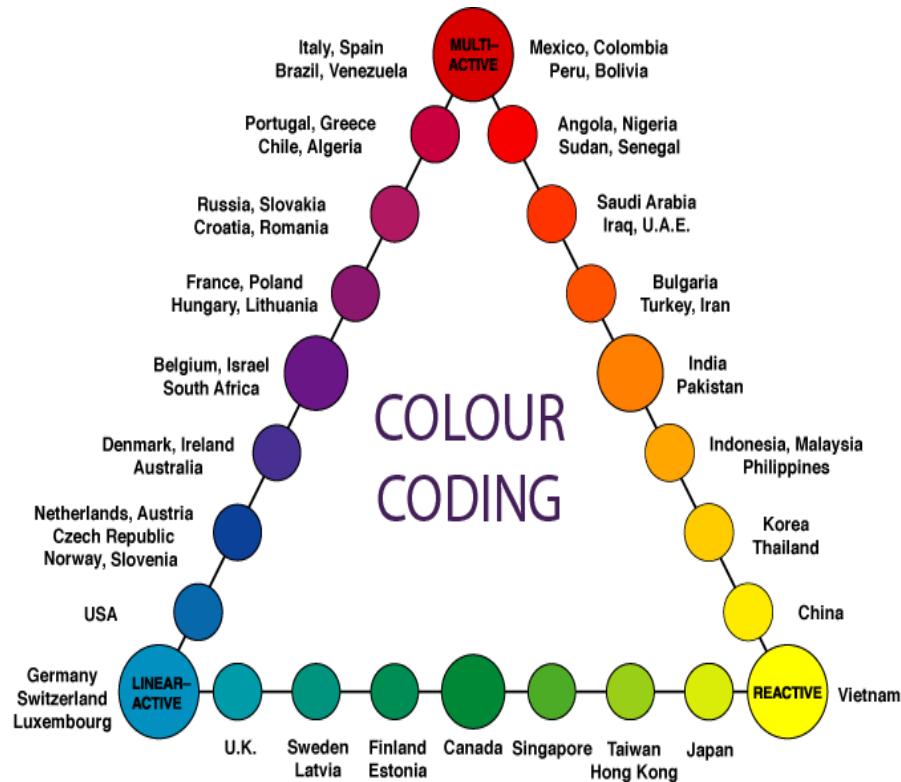 Italy, Spain
Brazil, Venezuela
MULTI–
ACTIVE
Mexico, Colombia
Peru, Bolivia
Portugal, Greece
Chile, Algeria
Angola, Nigeria
Sudan, Senegal
Russia, Slovakia
Croatia, Romania
Saudi Arabia
Iraq, U.A.E.
France, Poland
Hungary, Lithuania
Bulgaria
Turkey, Iran
Belgium, Israel
South Africa
India
Pakistan
COLOUR
CODING
Denmark, Ireland
Australia
Indonesia, Malaysia
Philippines
Netherlands, Austria
Czech Republic
Norway, Slovenia
Korea
Thailand
USA
China
Germany
Switzerland
Luxembourg
LINEAR–
ACTIVE
REACTIVE
Vietnam
U.K.
Sweden
Latvia
Finland
Estonia
Canada
Singapore
Taiwan
Hong Kong
Japan